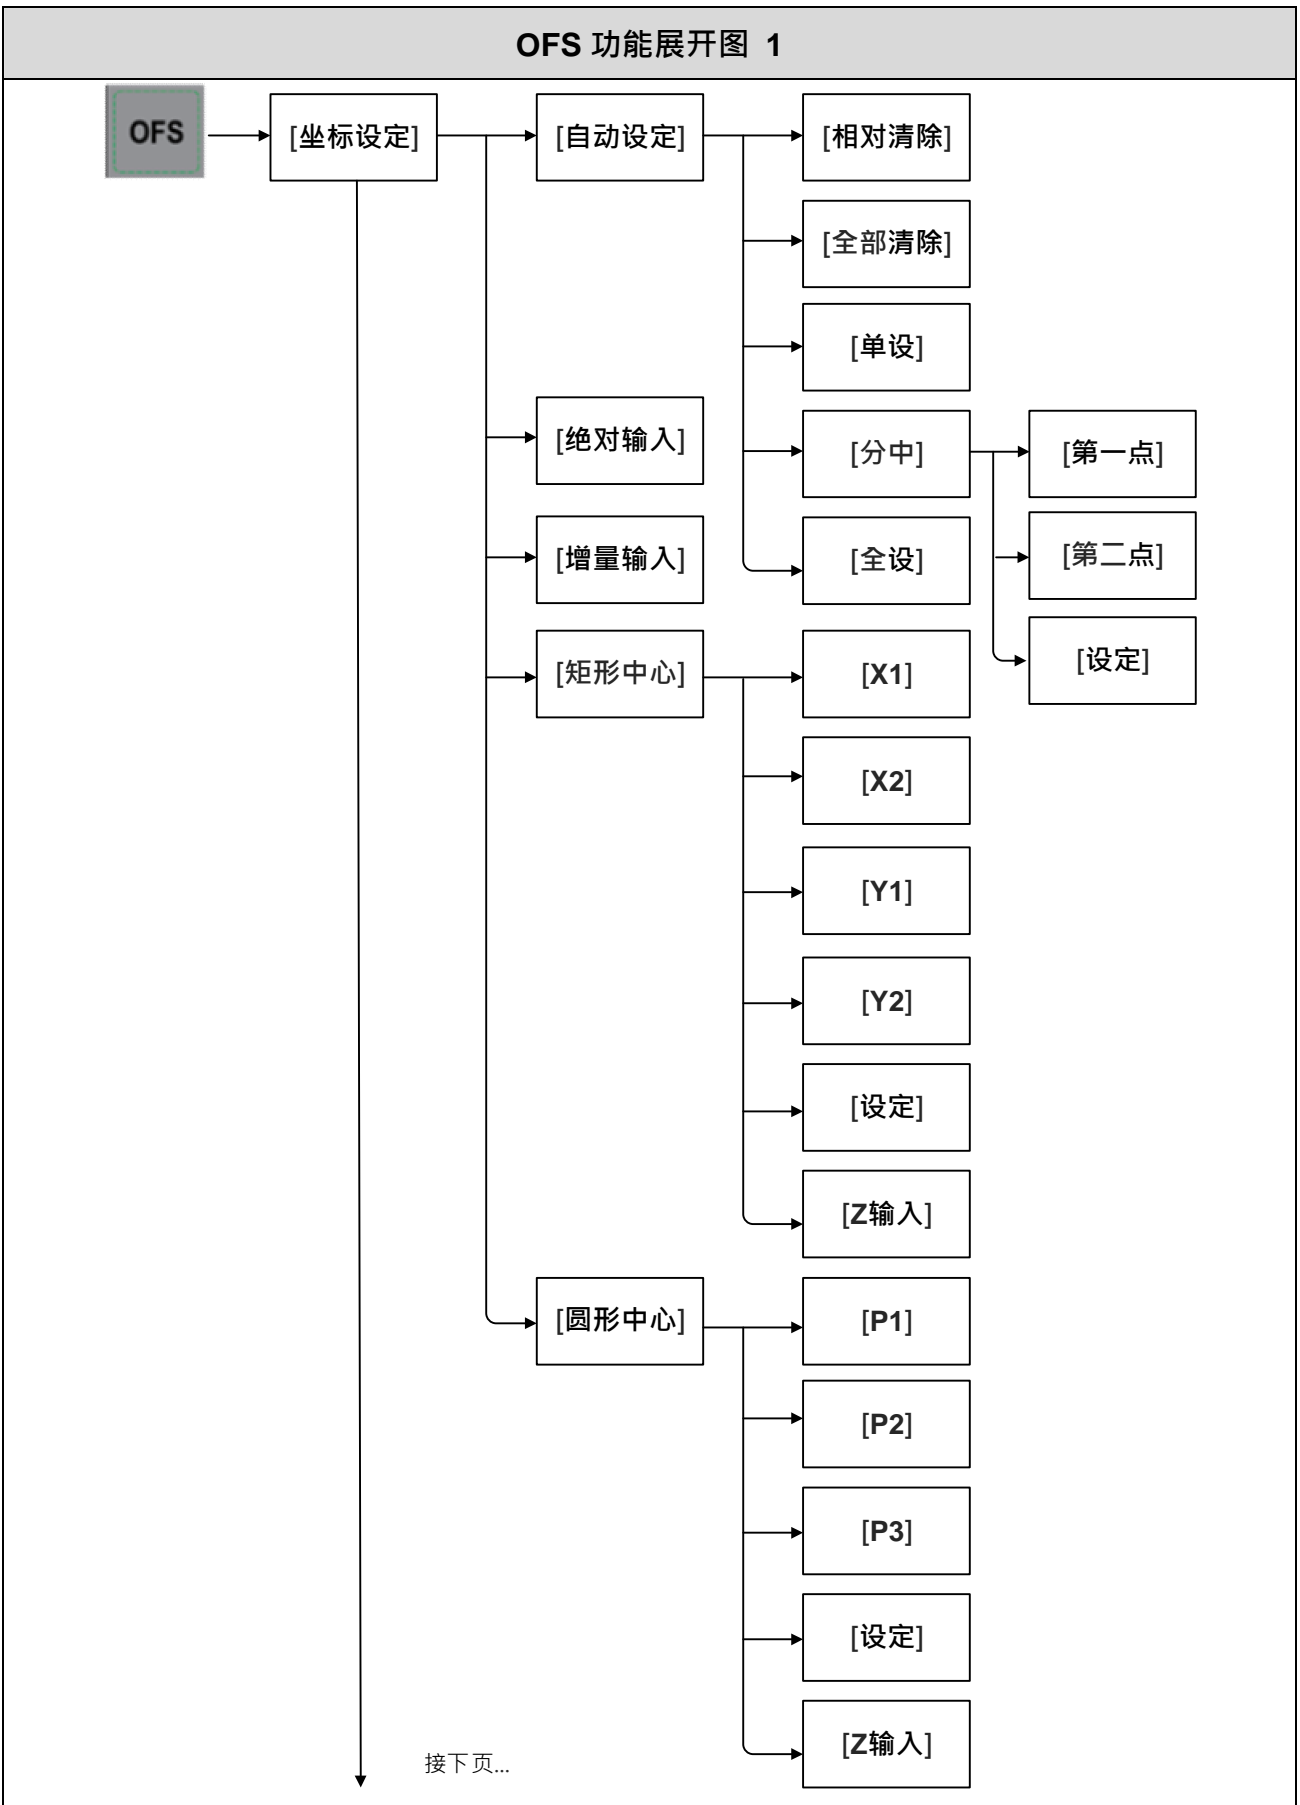 OFS 功能展开图 1
OFS
[坐标设定]
[自动设定]
[相对清除]
[全部清除]
[单设]
[绝对输入]
[分中]
[第一点]
[增量输入]
[全设]
[第二点]
[矩形中心]
[X1]
[设定]
[X2]
[Y1]
[Y2]
[设定]
[Z输入]
[圆形中心]
[P1]
[P2]
[P3]
[设定]
[Z输入]
接下页...